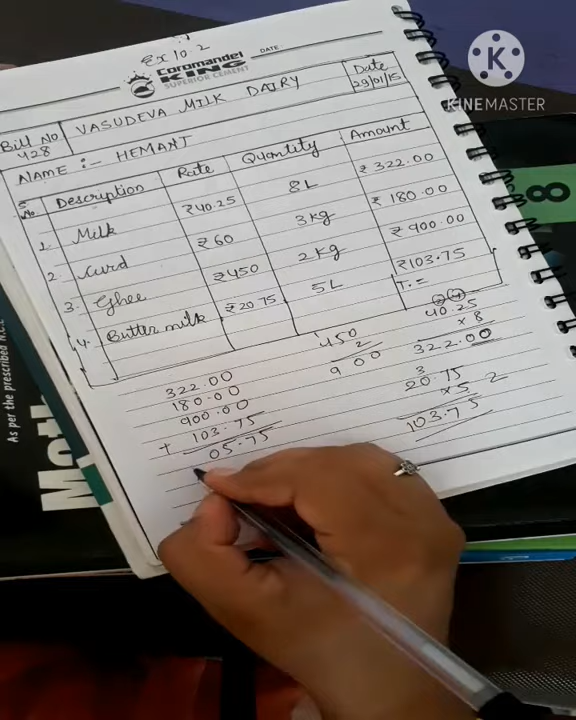 Ex 10.2
Coromandel
KING
SUPERIOR CEMENT
DATE
KINEMASTER
Bill No
428
VASUDEVA MILK DAIRY
Date
29/01/15
NAME :- HEMANT
S. No Description Rate Quantity Amount
1. Milk ₹40.25 8L ₹322.00
2. Curd ₹60 3kg ₹180.00
3. Ghee ₹450 2kg ₹900.00
4. Butter milk ₹20.75 5L ₹103.75
T. =
322.00
180.00
900.00
+ 103.75
05.75
450
2
900
2 4
40.25
× 8
322.00
3 2
20.75
× 5
103.75
As per the prescribed N.C.E
8